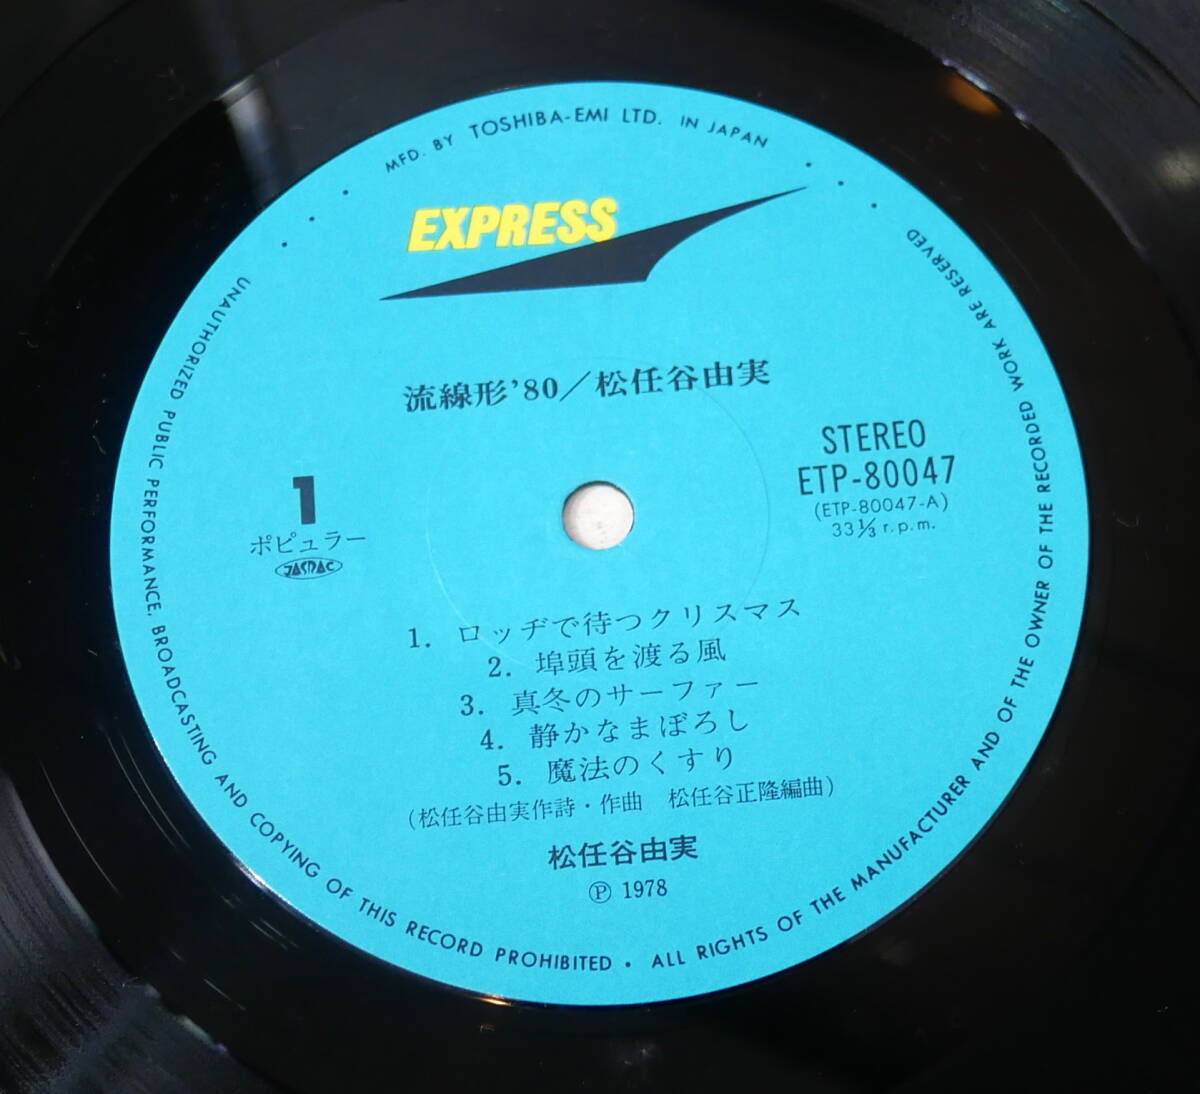 MFD. BY TOSHIBA-EMI LTD. IN JAPAN
EXPRESS
流線形'80/松任谷由実
STEREO
ETP-80047
(ETP-80047-A)
33⅓ r.p.m.
1
ポピュラー
JASRAC
1. ロッヂで待つクリスマス
2. 埠頭を渡る風
3. 真冬のサーファー
4. 静かなまぼろし
5. 魔法のくすり
(松任谷由実作詩・作曲 松任谷正隆編曲)
松任谷由実
Ⓟ 1978
UNAUTHORIZED PUBLIC PERFORMANCE, BROADCASTING AND COPYING OF THIS RECORD PROHIBITED • ALL RIGHTS OF THE MANUFACTURER AND OF THE OWNER OF THE RECORDED WORK ARE RESERVED